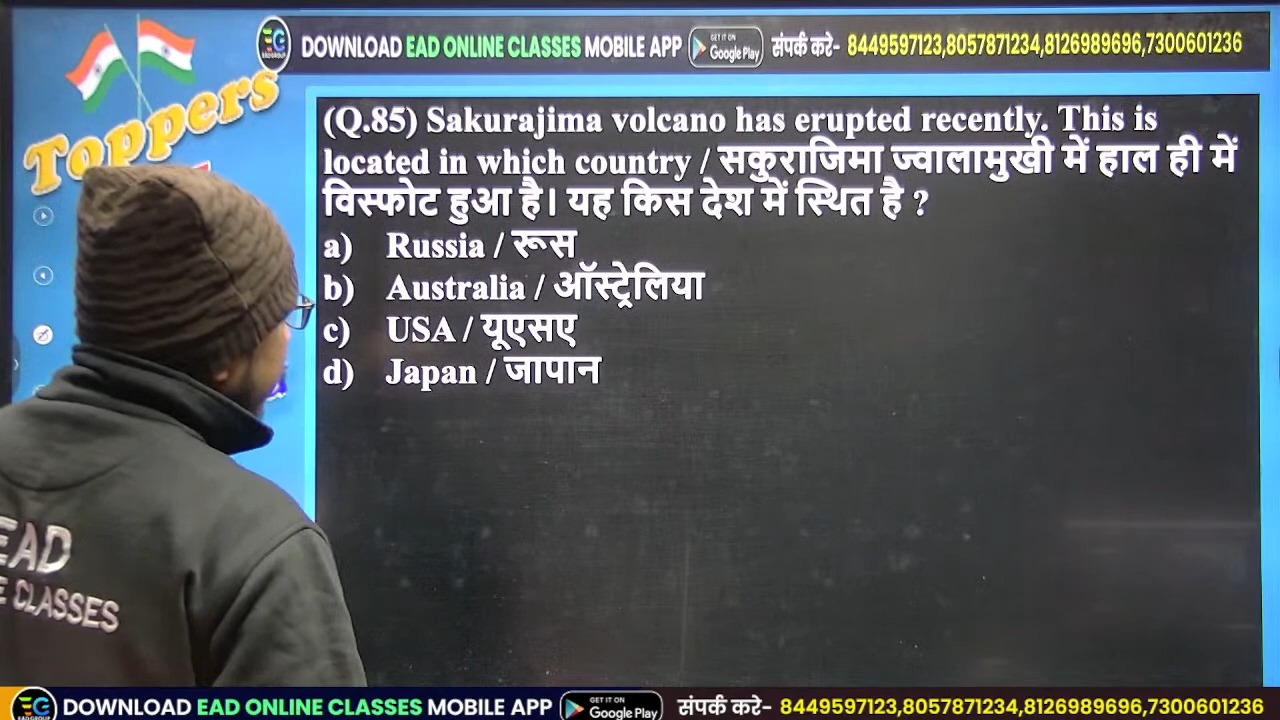 DOWNLOAD EAD ONLINE CLASSES MOBILE APP GET IT ON Google Play संपर्क करे- 8449597123,8057871234,8126989696,7300601236
Toppers
(Q.85) Sakurajima volcano has erupted recently. This is
located in which country / सकुराजिमा ज्वालामुखी में हाल ही में
विस्फोट हुआ है। यह किस देश में स्थित है ?
a) Russia / रूस
b) Australia / ऑस्ट्रेलिया
c) USA / यूएसए
d) Japan / जापान
EAD
E CLASSES
DOWNLOAD EAD ONLINE CLASSES MOBILE APP GET IT ON Google Play संपर्क करे- 8449597123,8057871234,8126989696,7300601236